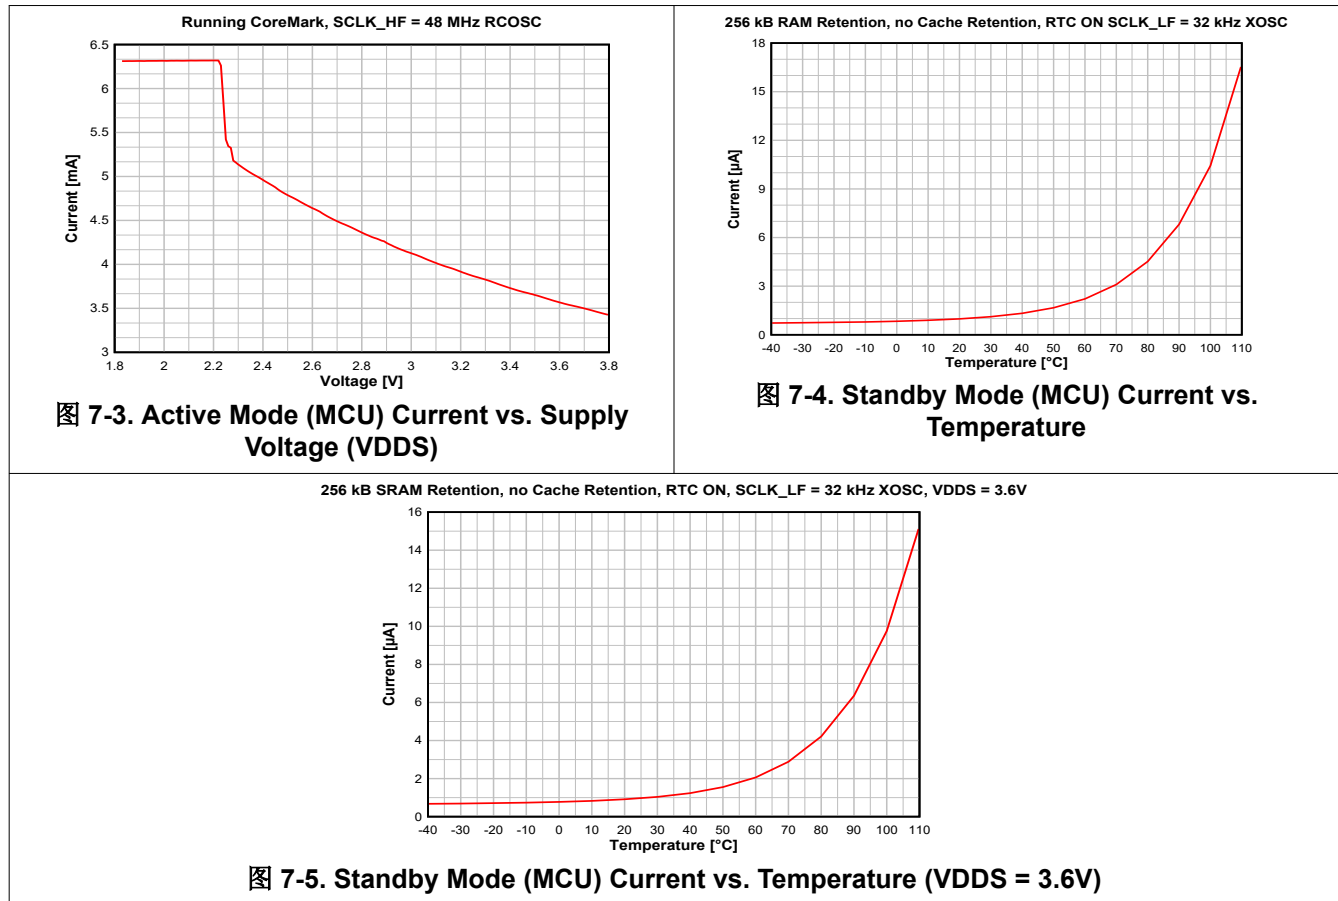 Running CoreMark, SCLK_HF = 48 MHz RCOSC
6.5
6
5.5
5
4.5
4
3.5
3
Current [mA]
1.8 2 2.2 2.4 2.6 2.8 3 3.2 3.4 3.6 3.8
Voltage [V]
图 7-3. Active Mode (MCU) Current vs. Supply
Voltage (VDDS)
256 kB RAM Retention, no Cache Retention, RTC ON SCLK_LF = 32 kHz XOSC
18
15
12
9
6
3
0
Current [µA]
-40 -30 -20 -10 0 10 20 30 40 50 60 70 80 90 100 110
Temperature [°C]
图 7-4. Standby Mode (MCU) Current vs.
Temperature
256 kB SRAM Retention, no Cache Retention, RTC ON, SCLK_LF = 32 kHz XOSC, VDDS = 3.6V
16
14
12
10
8
6
4
2
0
Current [µA]
-40 -30 -20 -10 0 10 20 30 40 50 60 70 80 90 100 110
Temperature [°C]
图 7-5. Standby Mode (MCU) Current vs. Temperature (VDDS = 3.6V)